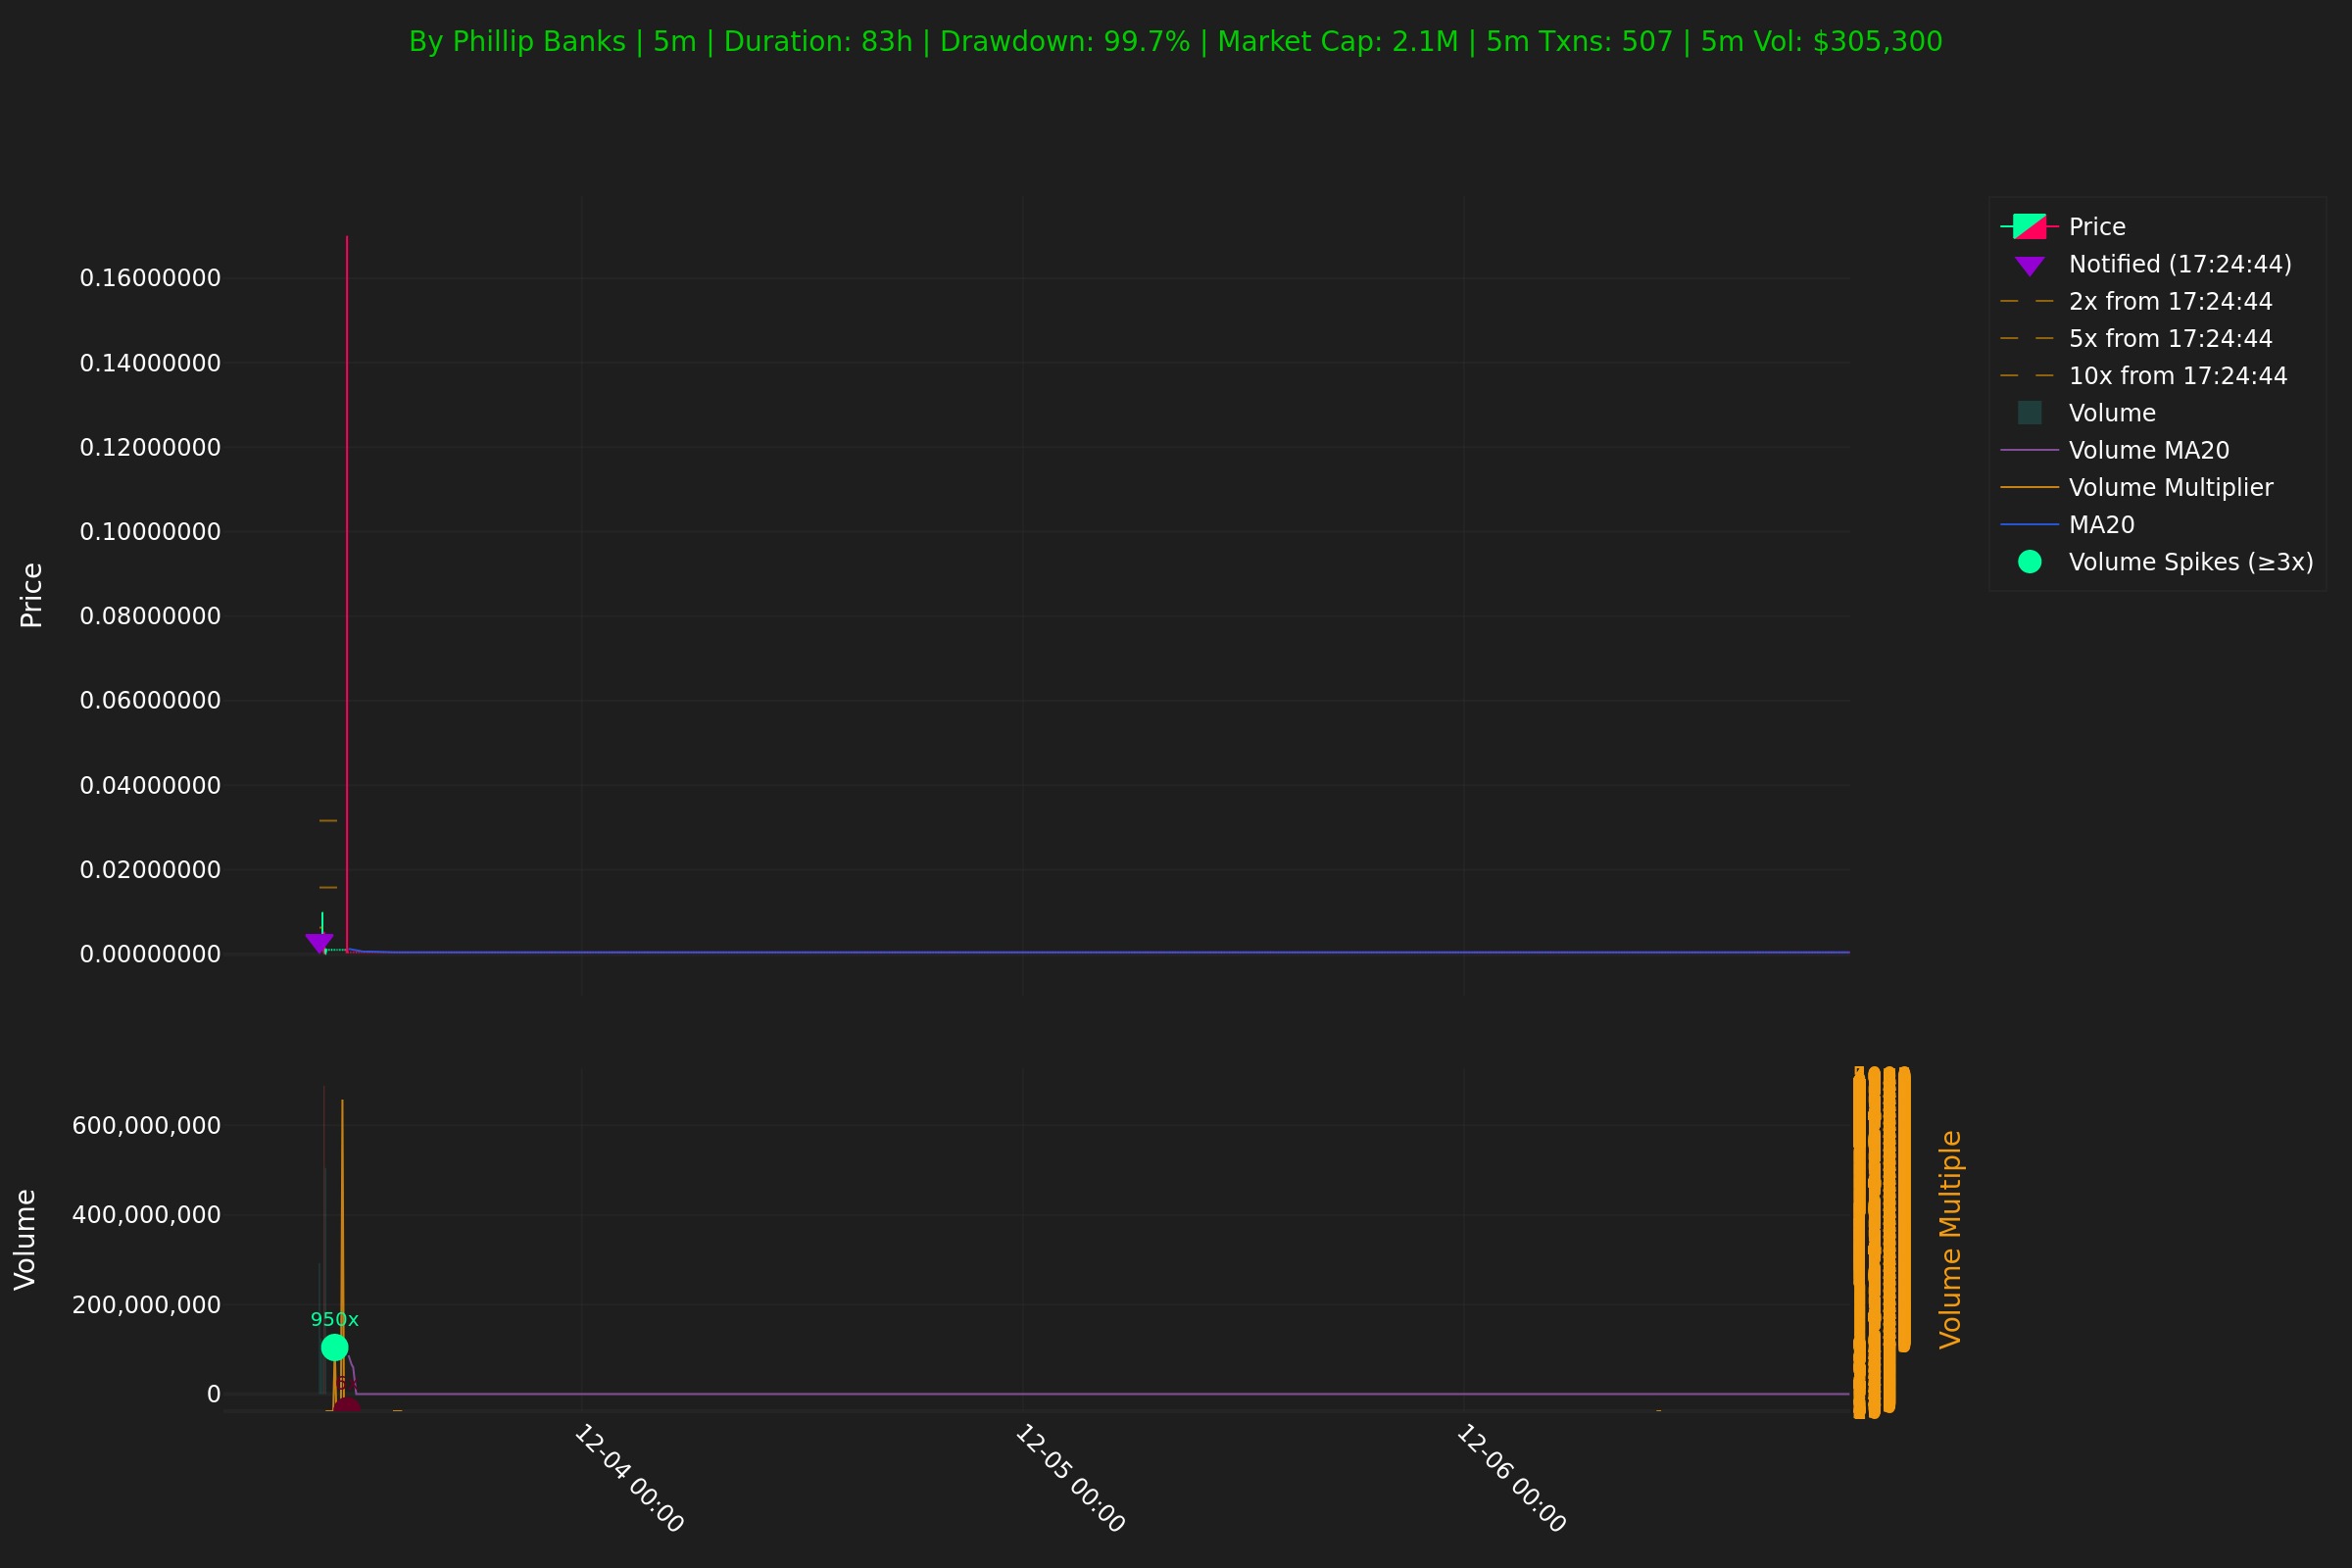 By Phillip Banks | 5m | Duration: 83h | Drawdown: 99.7% | Market Cap: 2.1M | 5m Txns: 507 | 5m Vol: $305,300
Price
0.16000000
0.14000000
0.12000000
0.10000000
0.08000000
0.06000000
0.04000000
0.02000000
0.00000000
Price
Notified (17:24:44)
2x from 17:24:44
5x from 17:24:44
10x from 17:24:44
Volume
Volume MA20
Volume Multiplier
MA20
Volume Spikes (≥3x)
Volume
600,000,000
400,000,000
200,000,000
0
950x
Volume Multiple
12-04 00:00
12-05 00:00
12-06 00:00